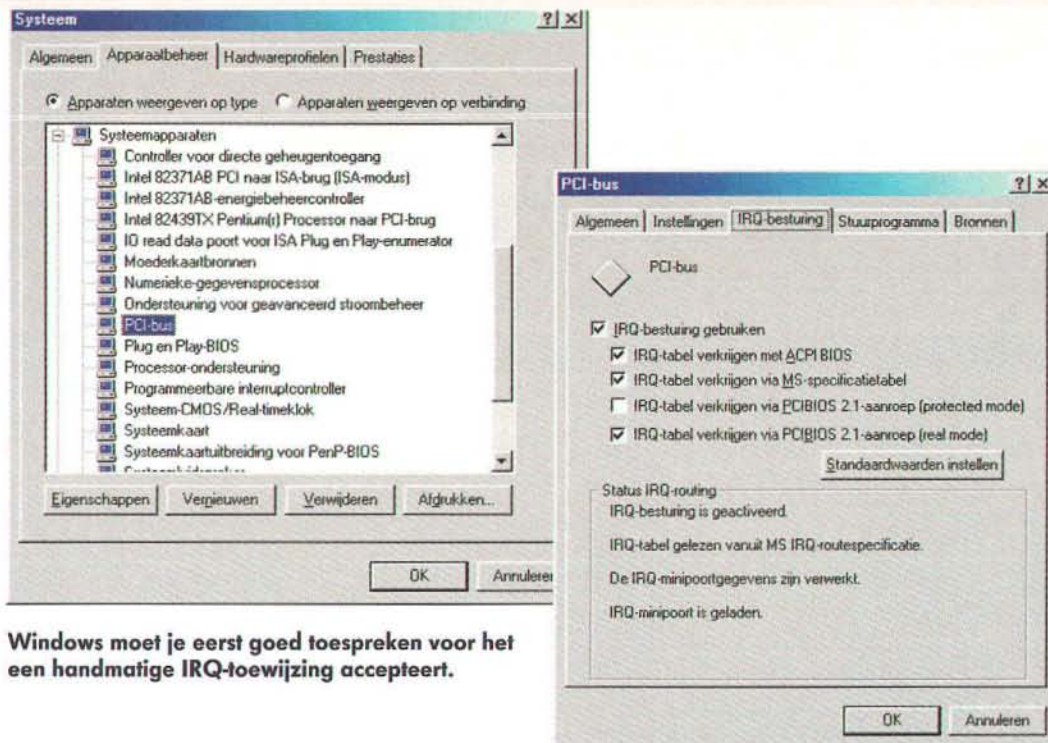 Systeem
Algemeen Apparaatbeheer Hardwareprofielen Prestaties
Apparaten weergeven op type Apparaten weergeven op verbinding
Systeemapparaten
Controller voor directe geheugentoegang
Intel 82371AB PCI naar ISA-brug (ISA-modus)
Intel 82371AB-energiebeheercontroller
Intel 82439TX Pentium(r) Processor naar PCI-brug
IO read data poort voor ISA Plug en Play-enumerator
Moederkaartbronnen
Numerieke-gegevensprocessor
Ondersteuning voor geavanceerd stroombeheer
PCI-bus
Plug en Play-BIOS
Processor-ondersteuning
Programmeerbare interruptcontroller
Systeem-CMOS/Real-timeklok
Systeemkaart
Systeemkaartuitbreiding voor PenP-BIOS
Eigenschappen Vernieuwen Verwijderen Afdrukken...
OK Annuleren
Windows moet je eerst goed toespreken voor het
een handmatige IRQ-toewijzing accepteert.
PCI-bus
Algemeen Instellingen IRQ-besturing Stuurprogramma Bronnen
PCI-bus
IRQ-besturing gebruiken
IRQ-tabel verkrijgen met ACPI BIOS
IRQ-tabel verkrijgen via MS-specificatietabel
IRQ-tabel verkrijgen via PCIBIOS 2.1-aanroep (protected mode)
IRQ-tabel verkrijgen via PCIBIOS 2.1-aanroep (real mode)
Standaardwaarden instellen
Status IRQ-routing
IRQ-besturing is geactiveerd.
IRQ-tabel gelezen vanuit MS IRQ-routespecificatie.
De IRQ-minipoortgegevens zijn verwerkt.
IRQ-minipoort is geladen.
OK Annuleren